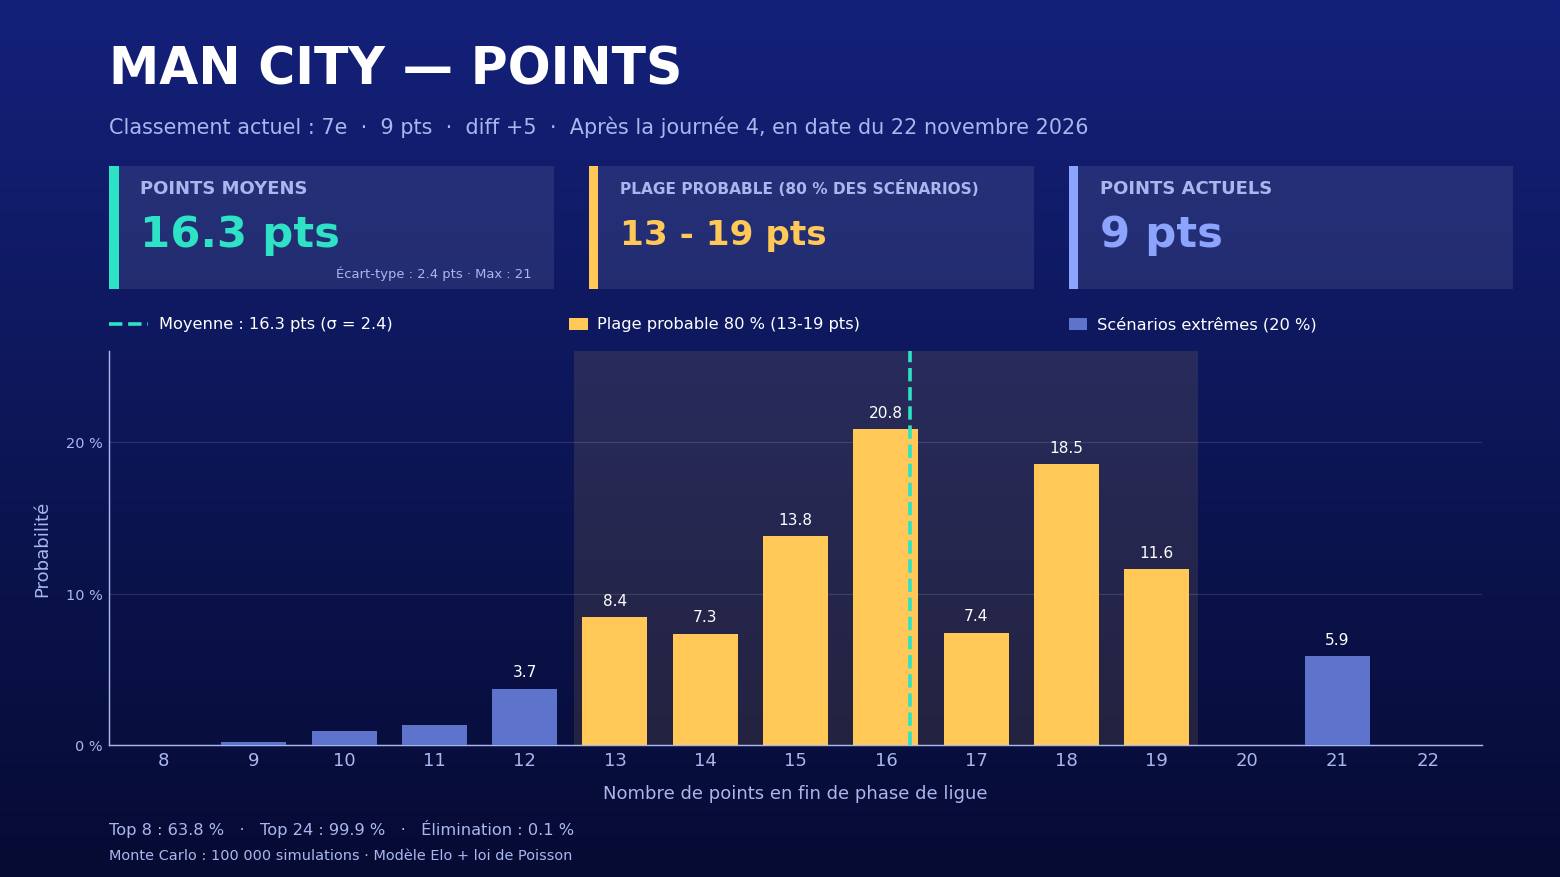 MAN CITY — POINTS
Classement actuel : 7e · 9 pts · diff +5 · Après la journée 4, en date du 22 novembre 2026
POINTS MOYENS
16.3 pts
Écart-type : 2.4 pts · Max : 21
PLAGE PROBABLE (80 % DES SCÉNARIOS)
13 - 19 pts
POINTS ACTUELS
9 pts
Moyenne : 16.3 pts (σ = 2.4)
Plage probable 80 % (13-19 pts)
Scénarios extrêmes (20 %)
Probabilité
20 %
10 %
0 %
3.7
8.4
7.3
13.8
20.8
7.4
18.5
11.6
5.9
8 9 10 11 12 13 14 15 16 17 18 19 20 21 22
Nombre de points en fin de phase de ligue
Top 8 : 63.8 % · Top 24 : 99.9 % · Élimination : 0.1 %
Monte Carlo : 100 000 simulations · Modèle Elo + loi de Poisson